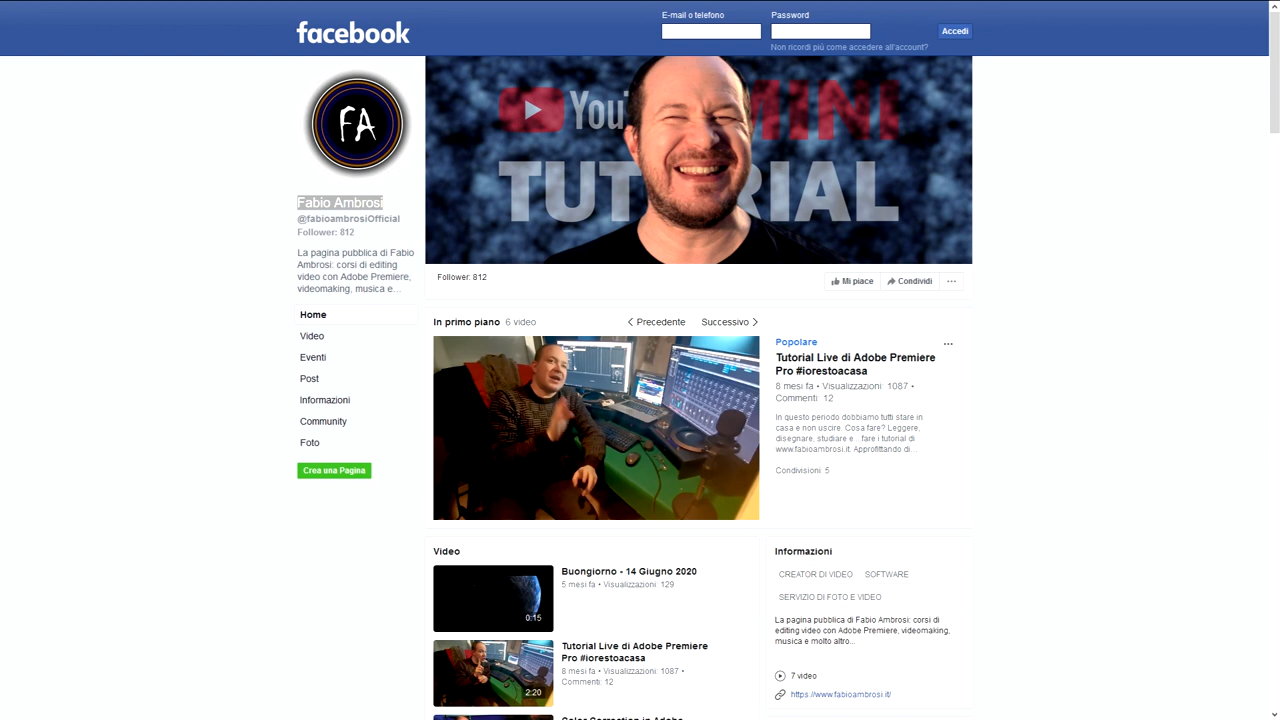 facebook
E-mail o telefono
Password
Accedi
Non ricordi più come accedere all'account?
FA
Fabio Ambrosi
@fabioambrosiOfficial
Follower: 812
La pagina pubblica di Fabio
Ambrosi: corsi di editing
video con Adobe Premiere,
videomaking, musica e...
Home
Video
Eventi
Post
Informazioni
Community
Foto
Crea una Pagina
You MINI
TUT RIAL
Follower: 812
Mi piace
Condividi
...
In primo piano 6 video
Precedente
Successivo
Popolare
...
Tutorial Live di Adobe Premiere
Pro #iorestoacasa
8 mesi fa • Visualizzazioni: 1087 •
Commenti: 12
In questo periodo dobbiamo tutti stare in
casa e non uscire. Cosa fare? Leggere,
disegnare, studiare e... fare i tutorial di
www.fabioambrosi.it. Approfittando di...
Condivisioni: 5
Video
0:15
Buongiorno - 14 Giugno 2020
5 mesi fa • Visualizzazioni: 129
2:20
Tutorial Live di Adobe Premiere
Pro #iorestoacasa
8 mesi fa • Visualizzazioni: 1087 •
Commenti: 12
Color Correction in Adobe
Informazioni
CREATOR DI VIDEO SOFTWARE
SERVIZIO DI FOTO E VIDEO
La pagina pubblica di Fabio Ambrosi: corsi di
editing video con Adobe Premiere, videomaking,
musica e molto altro...
7 video
https://www.fabioambrosi.it/